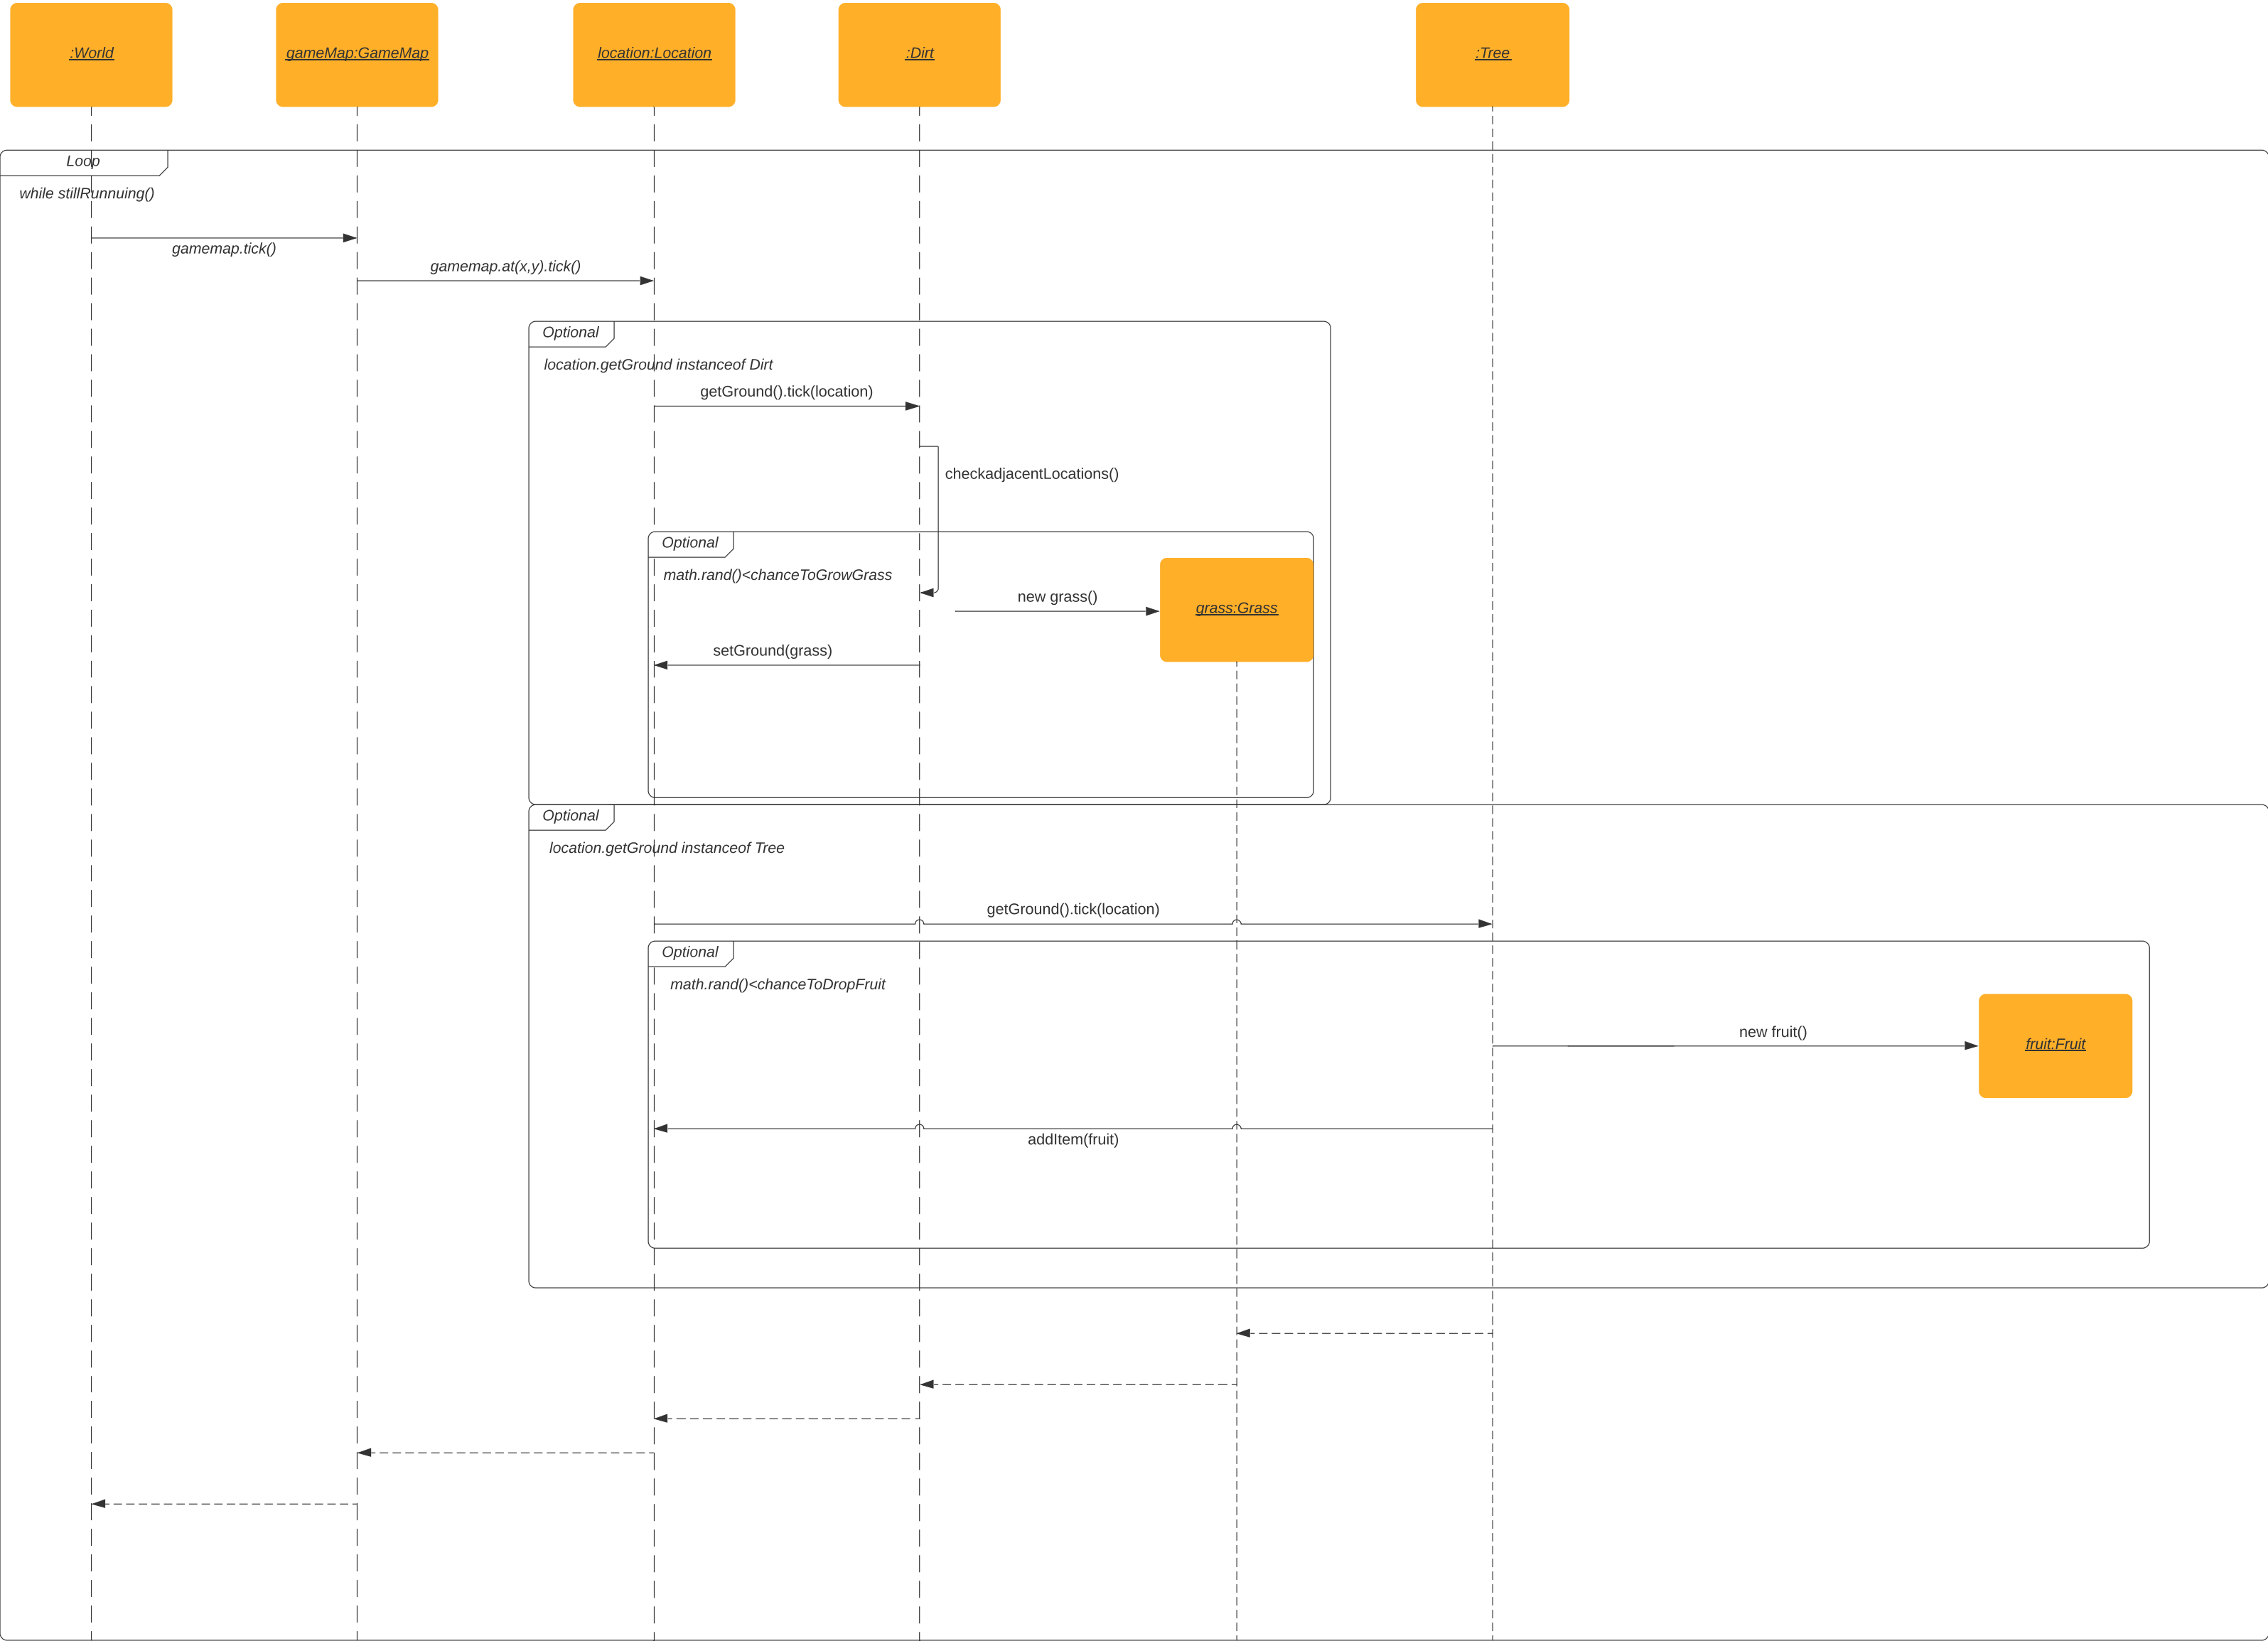 :World
gameMap:GameMap
location:Location
:Dirt
:Tree
Loop
while stillRunnuing()
gamemap.tick()
gamemap.at(x,y).tick()
Optional
location.getGround instanceof Dirt
getGround().tick(location)
checkadjacentLocations()
Optional
math.rand()<chanceToGrowGrass
new grass()
grass:Grass
setGround(grass)
Optional
location.getGround instanceof Tree
getGround().tick(location)
Optional
math.rand()<chanceToDropFruit
new fruit()
fruit:Fruit
addItem(fruit)